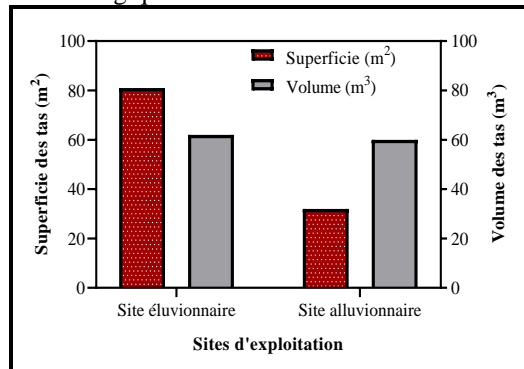 Superficie (m²)
Volume (m³)
100
80
60
40
20
0
100
80
60
40
20
0
Superficie des tas (m²)
Volume des tas (m³)
Site éluvionnaire
Site alluvionnaire
Sites d'exploitation